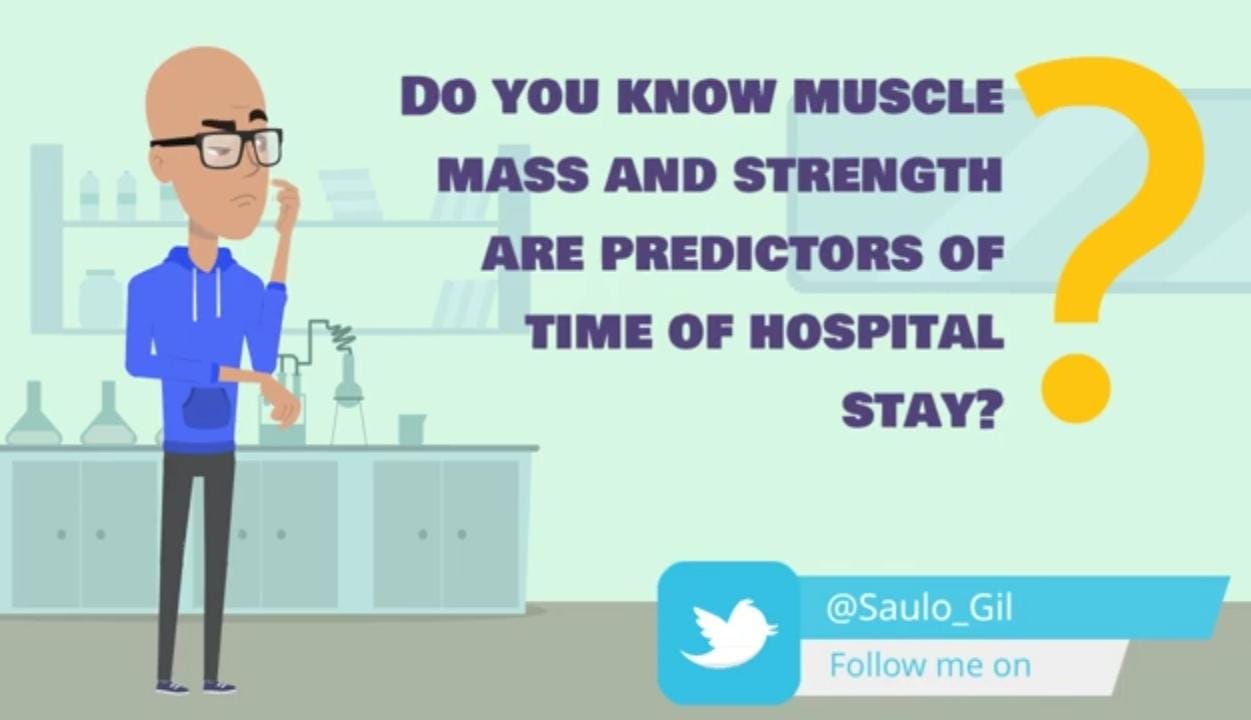 Do you know muscle
mass and strength
are predictors of
time of hospital
stay?
?
@Saulo_Gil
Follow me on